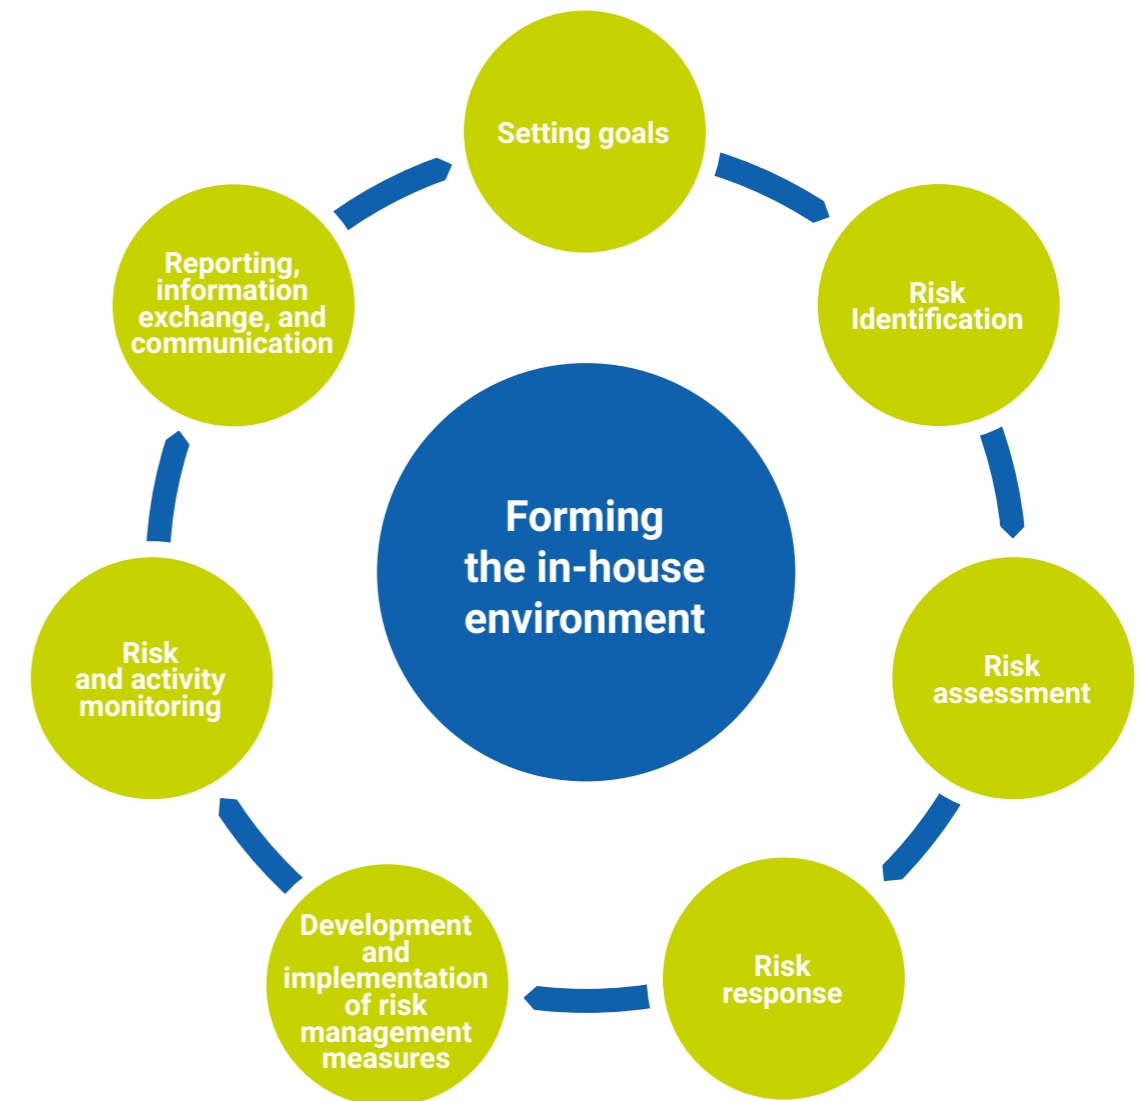 Setting goals
Risk
Identification
Risk
assessment
Risk
response
Development
and
implementation
of risk
management
measures
Risk
and activity
monitoring
Reporting,
information
exchange, and
communication
Forming
the in-house
environment